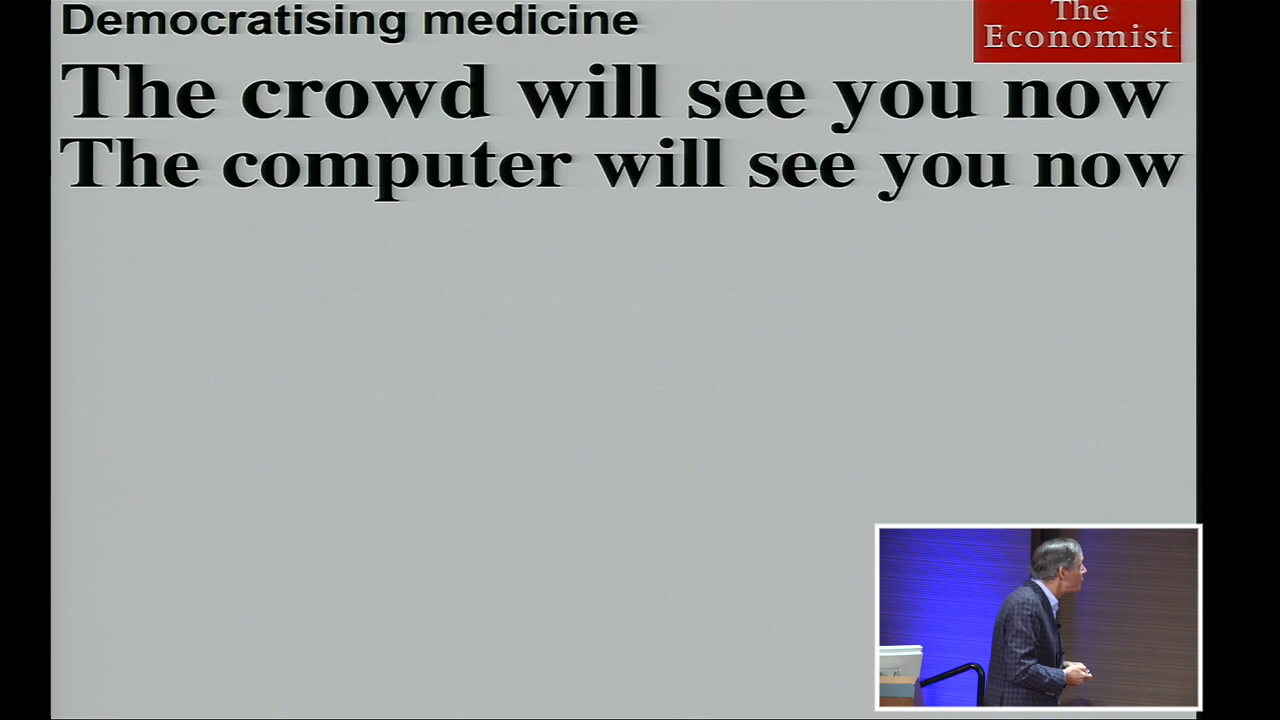 Democratising medicine
The
Economist
The crowd will see you now
The computer will see you now